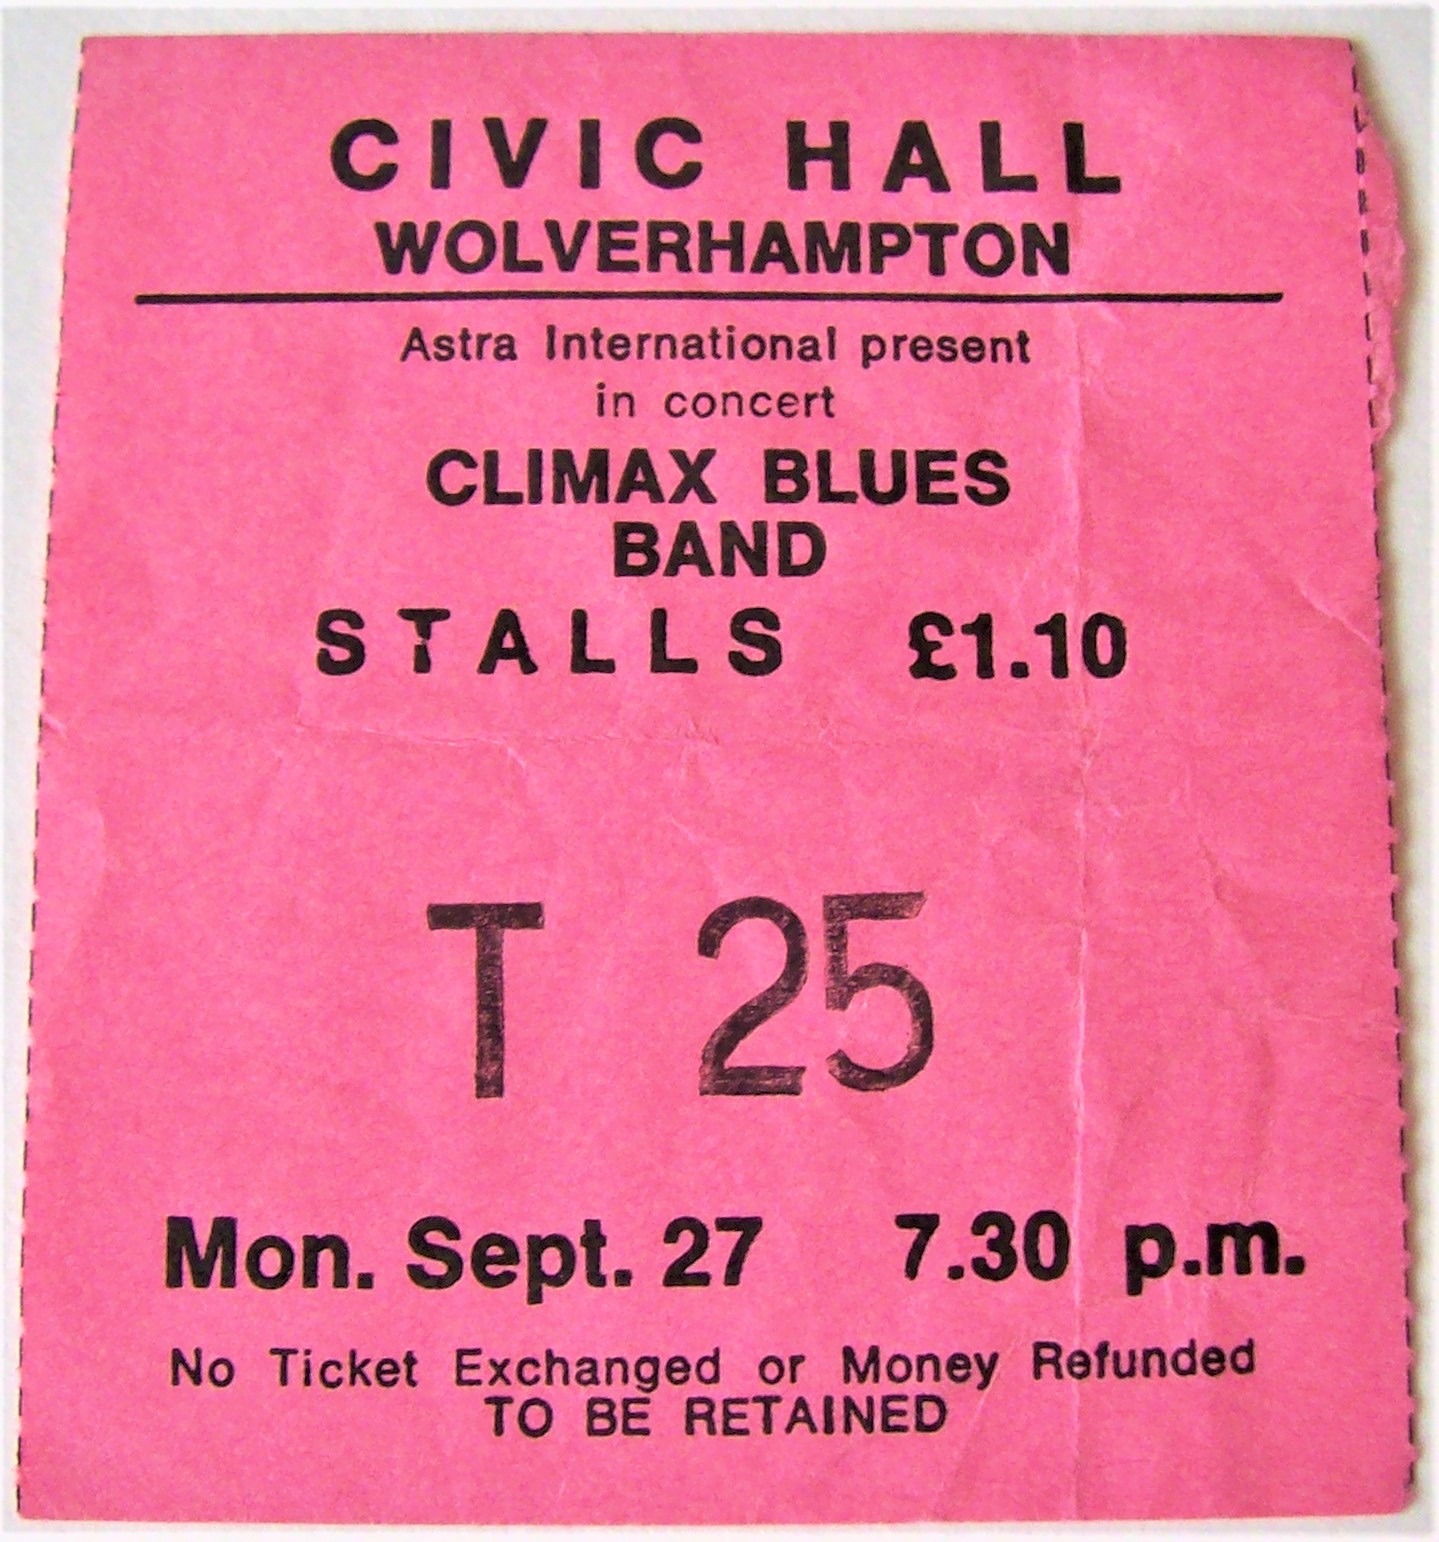 CIVIC HALL
WOLVERHAMPTON
Astra International present
in concert
CLIMAX BLUES
BAND
STALLS £1.10
T 25
Mon. Sept. 27 7.30 p.m.
No Ticket Exchanged or Money Refunded
TO BE RETAINED